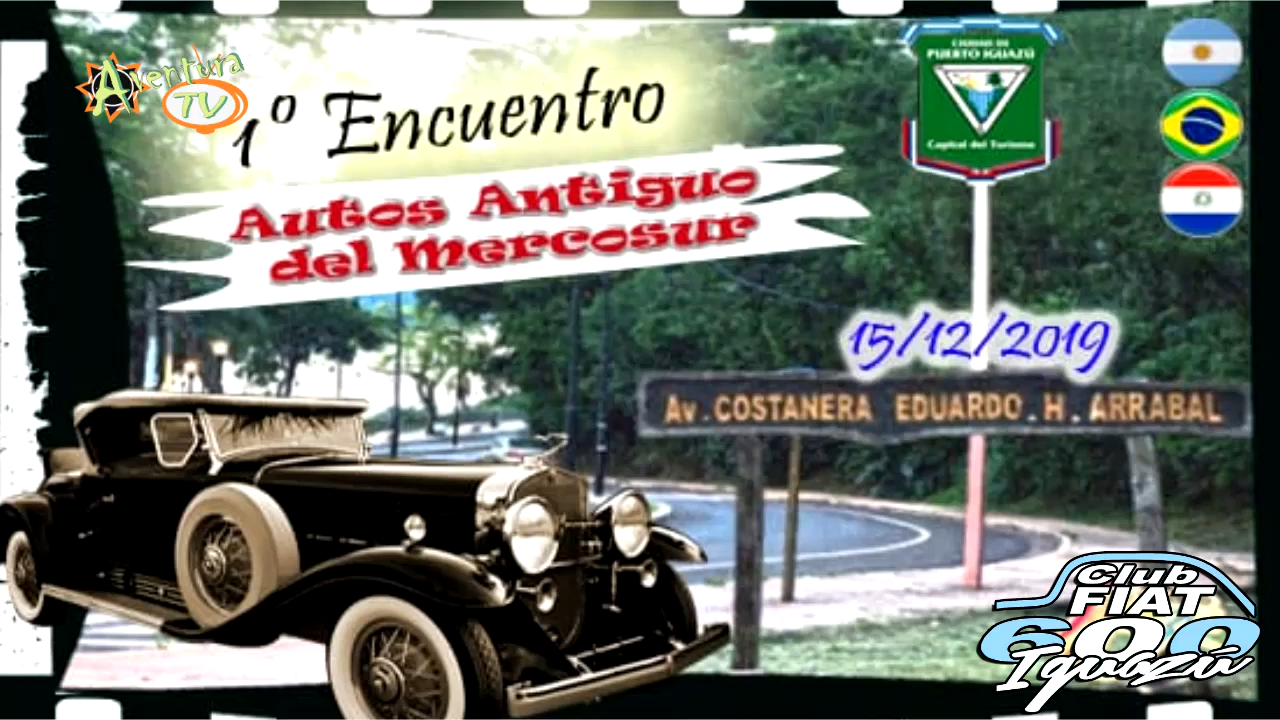 Aventura
TV
1º Encuentro
Autos Antiguo
del Mercosur
CIUDAD DE
PUERTO IGUAZÚ
Capital del Turismo
15/12/2019
Av. COSTANERA EDUARDO. H. ARRABAL
Club
FIAT
600
Iguazú